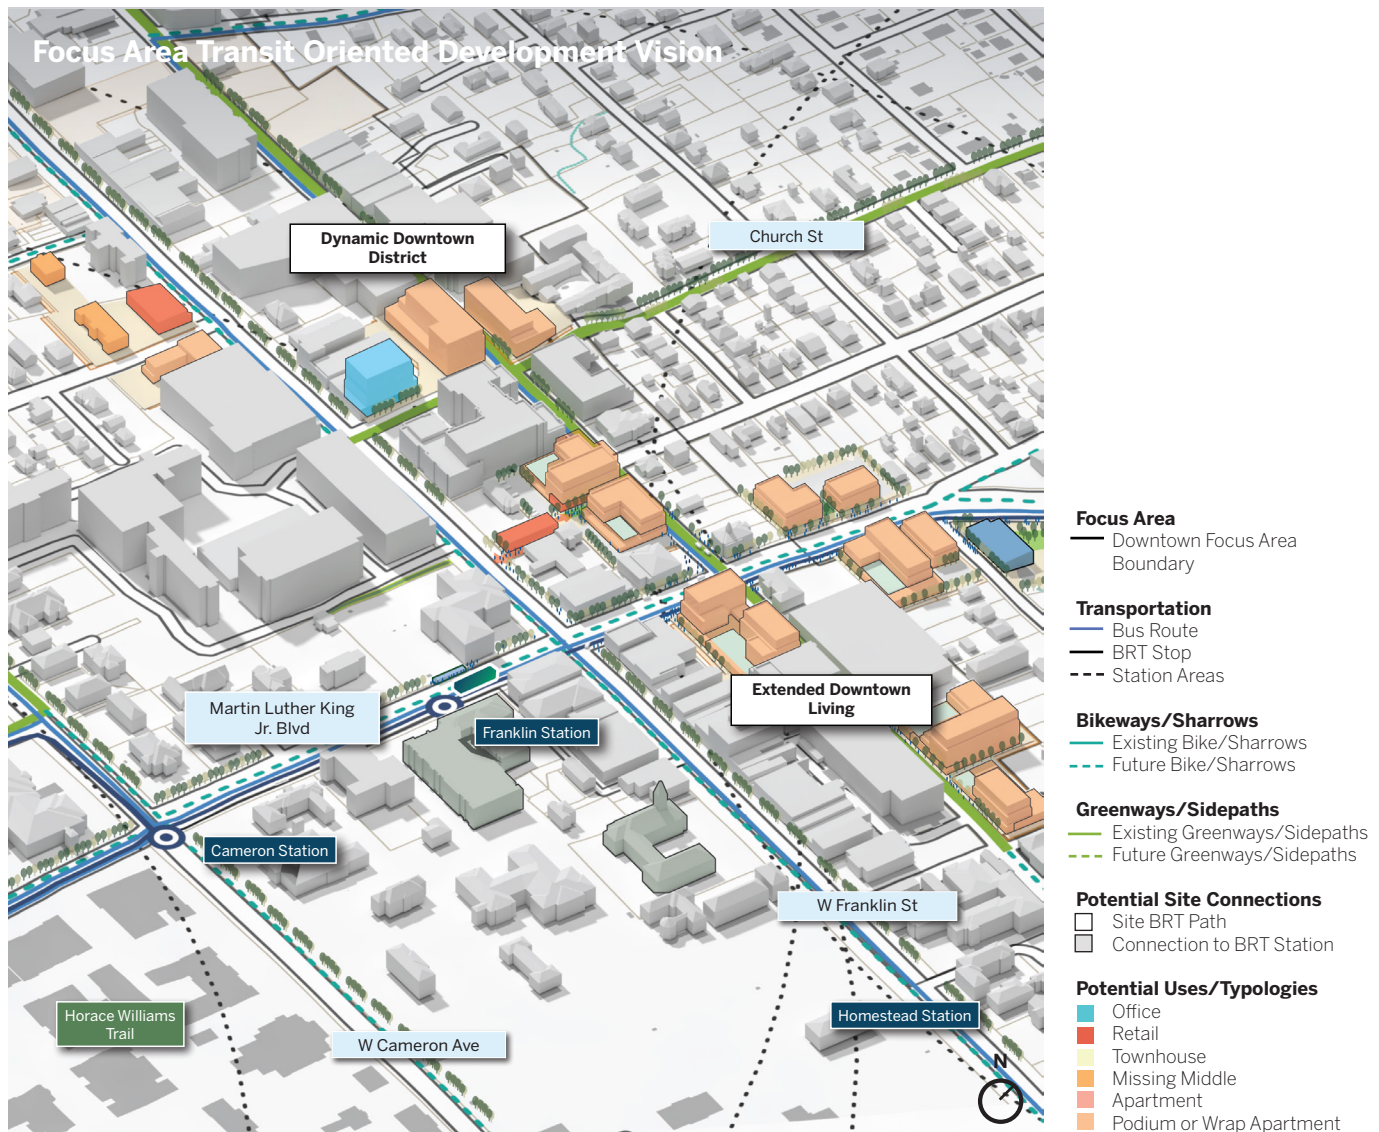 Focus Area Transit Oriented Development Vision
Dynamic Downtown
District
Church St
Martin Luther King
Jr. Blvd
Franklin Station
Extended Downtown
Living
Cameron Station
W Franklin St
Horace Williams
Trail
W Cameron Ave
Homestead Station
N
Focus Area
Downtown Focus Area
Boundary
Transportation
Bus Route
BRT Stop
Station Areas
Bikeways/Sharrows
Existing Bike/Sharrows
Future Bike/Sharrows
Greenways/Sidepaths
Existing Greenways/Sidepaths
Future Greenways/Sidepaths
Potential Site Connections
Site BRT Path
Connection to BRT Station
Potential Uses/Typologies
Office
Retail
Townhouse
Missing Middle
Apartment
Podium or Wrap Apartment